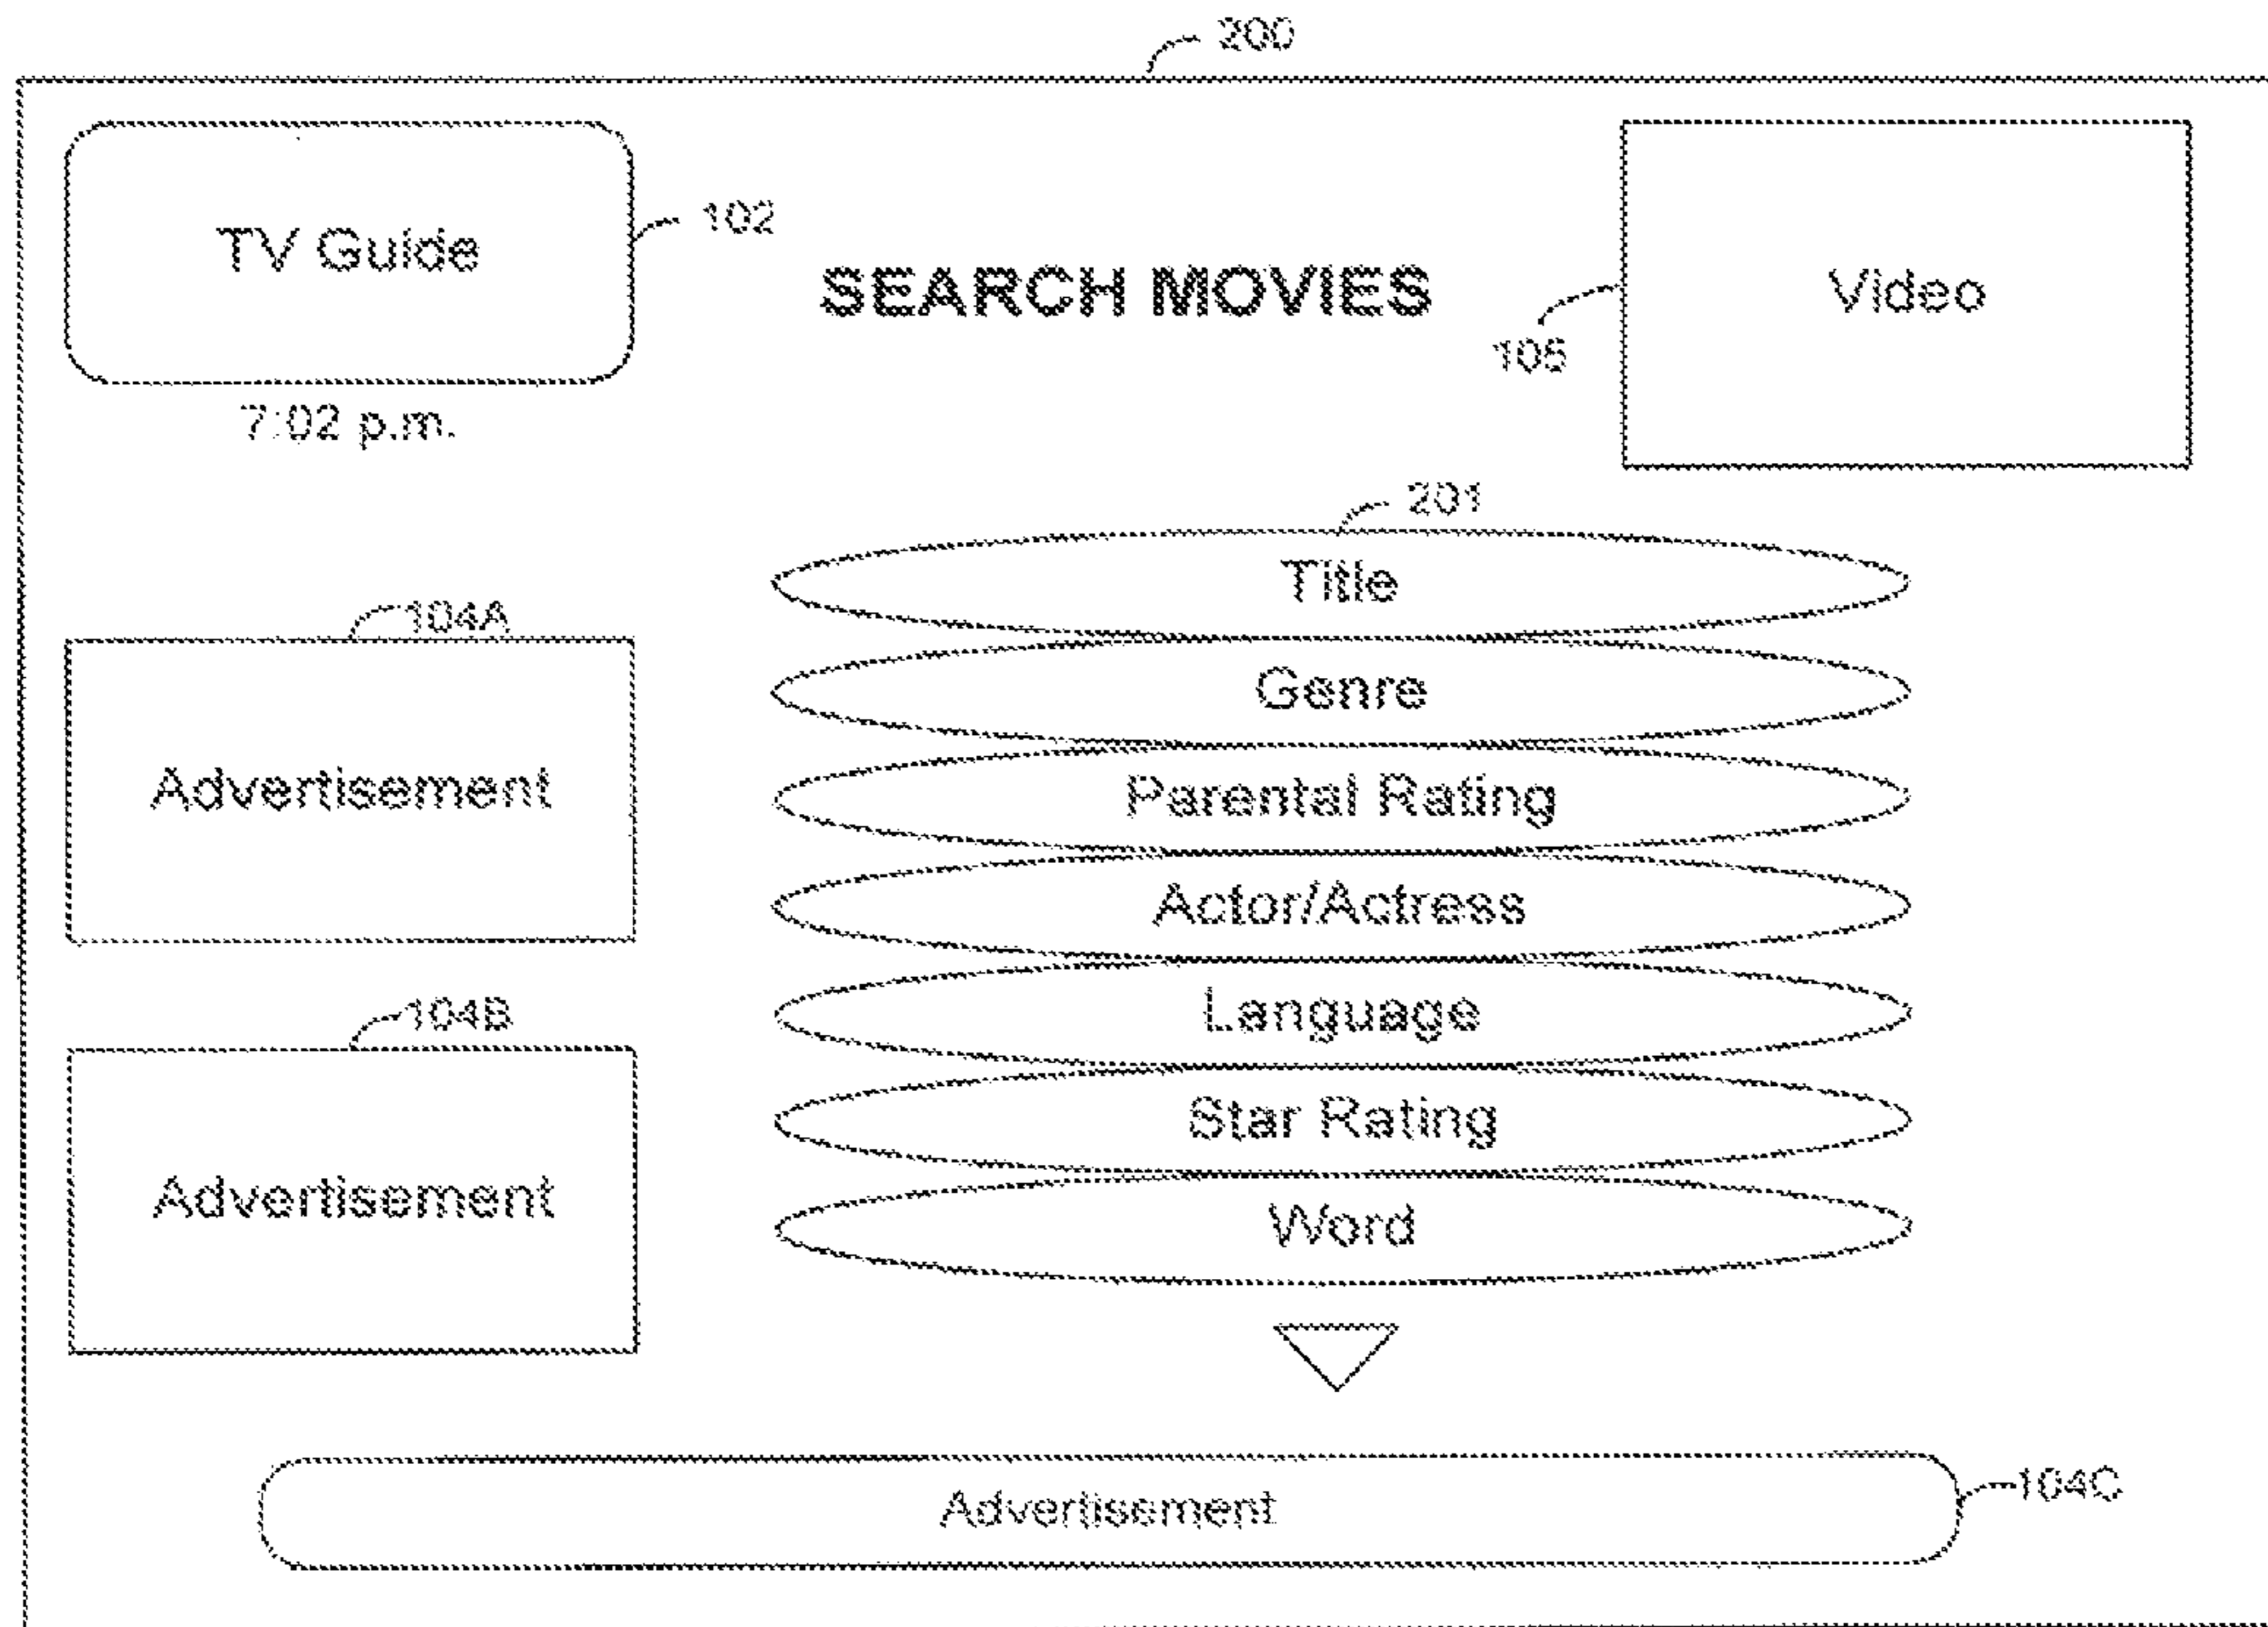 200
TV Guide
102
SEARCH MOVIES
Video
105
7:02 p.m.
201
Title
104A
Genre
Advertisement
Parental Rating
Actor/Actress
104B
Language
Advertisement
Star Rating
Word
Advertisement
104C